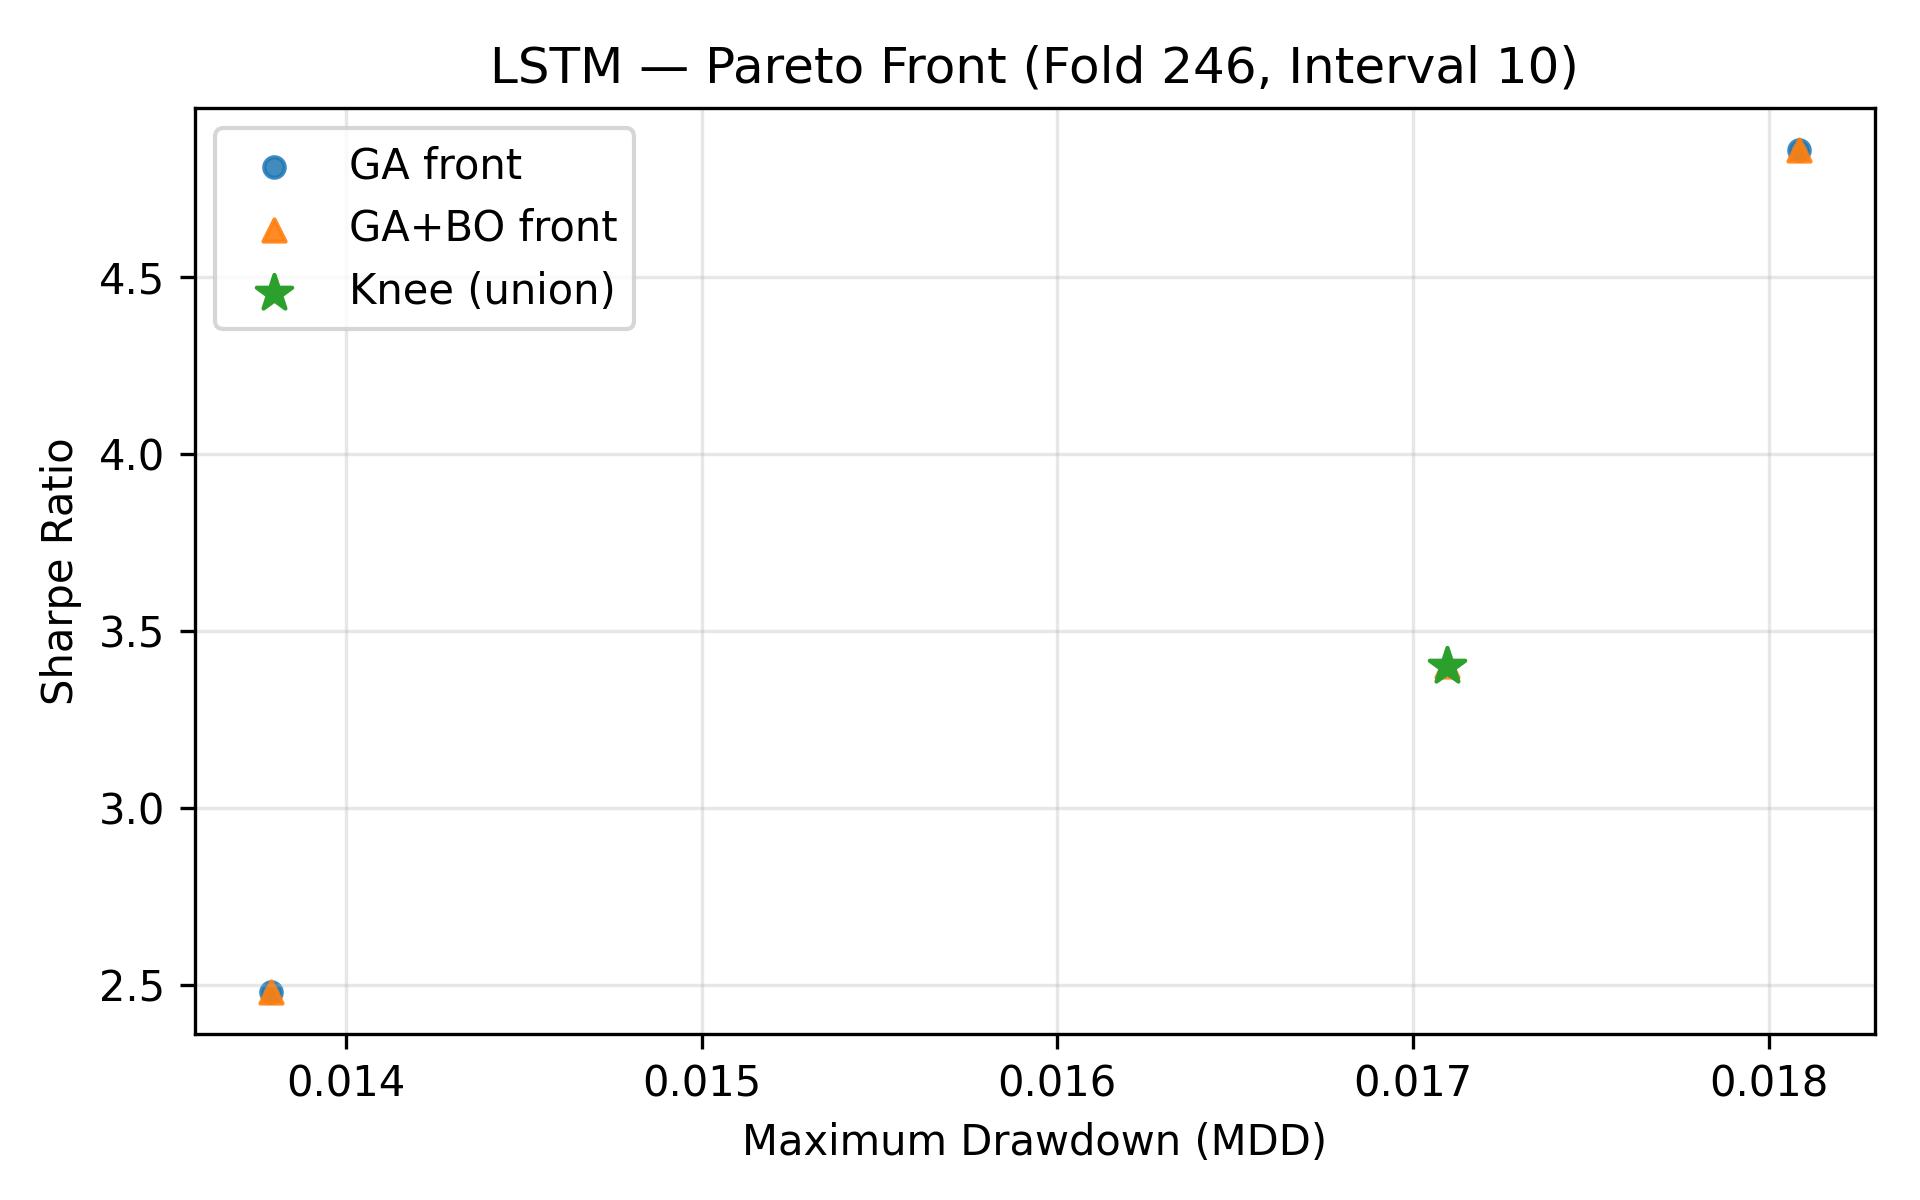 LSTM — Pareto Front (Fold 246, Interval 10)
GA front
GA+BO front
Knee (union)
4.5
4.0
3.5
3.0
2.5
Sharpe Ratio
0.014 0.015 0.016 0.017 0.018
Maximum Drawdown (MDD)